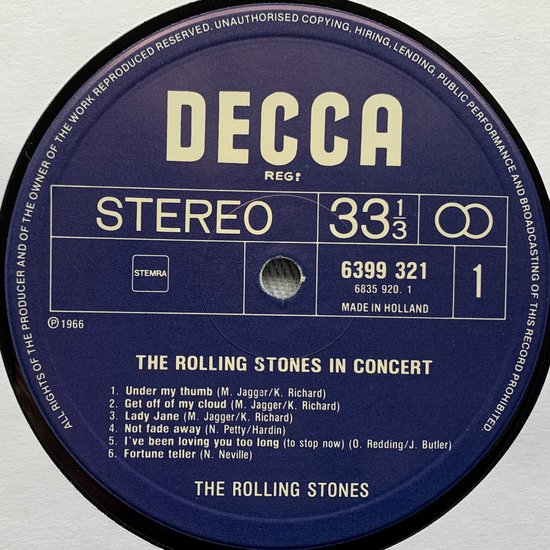 ALL RIGHTS OF THE PRODUCER AND OF THE OWNER OF THE WORK REPRODUCED RESERVED. UNAUTHORISED COPYING, HIRING, LENDING, PUBLIC PERFORMANCE AND BROADCASTING OF THIS RECORD PROHIBITED.
DECCA
REG?
STEREO 33 1/3
STEMRA
6399 321
6835 920. 1
MADE IN HOLLAND
1
Ⓟ 1966
THE ROLLING STONES IN CONCERT
1. Under my thumb (M. Jagger/K. Richard)
2. Get off of my cloud (M. Jagger/K. Richard)
3. Lady Jane (M. Jagger/K. Richard)
4. Not fade away (N. Petty/Hardin)
5. I've been loving you too long (to stop now) (O. Redding/J. Butler)
6. Fortune teller (N. Neville)
THE ROLLING STONES